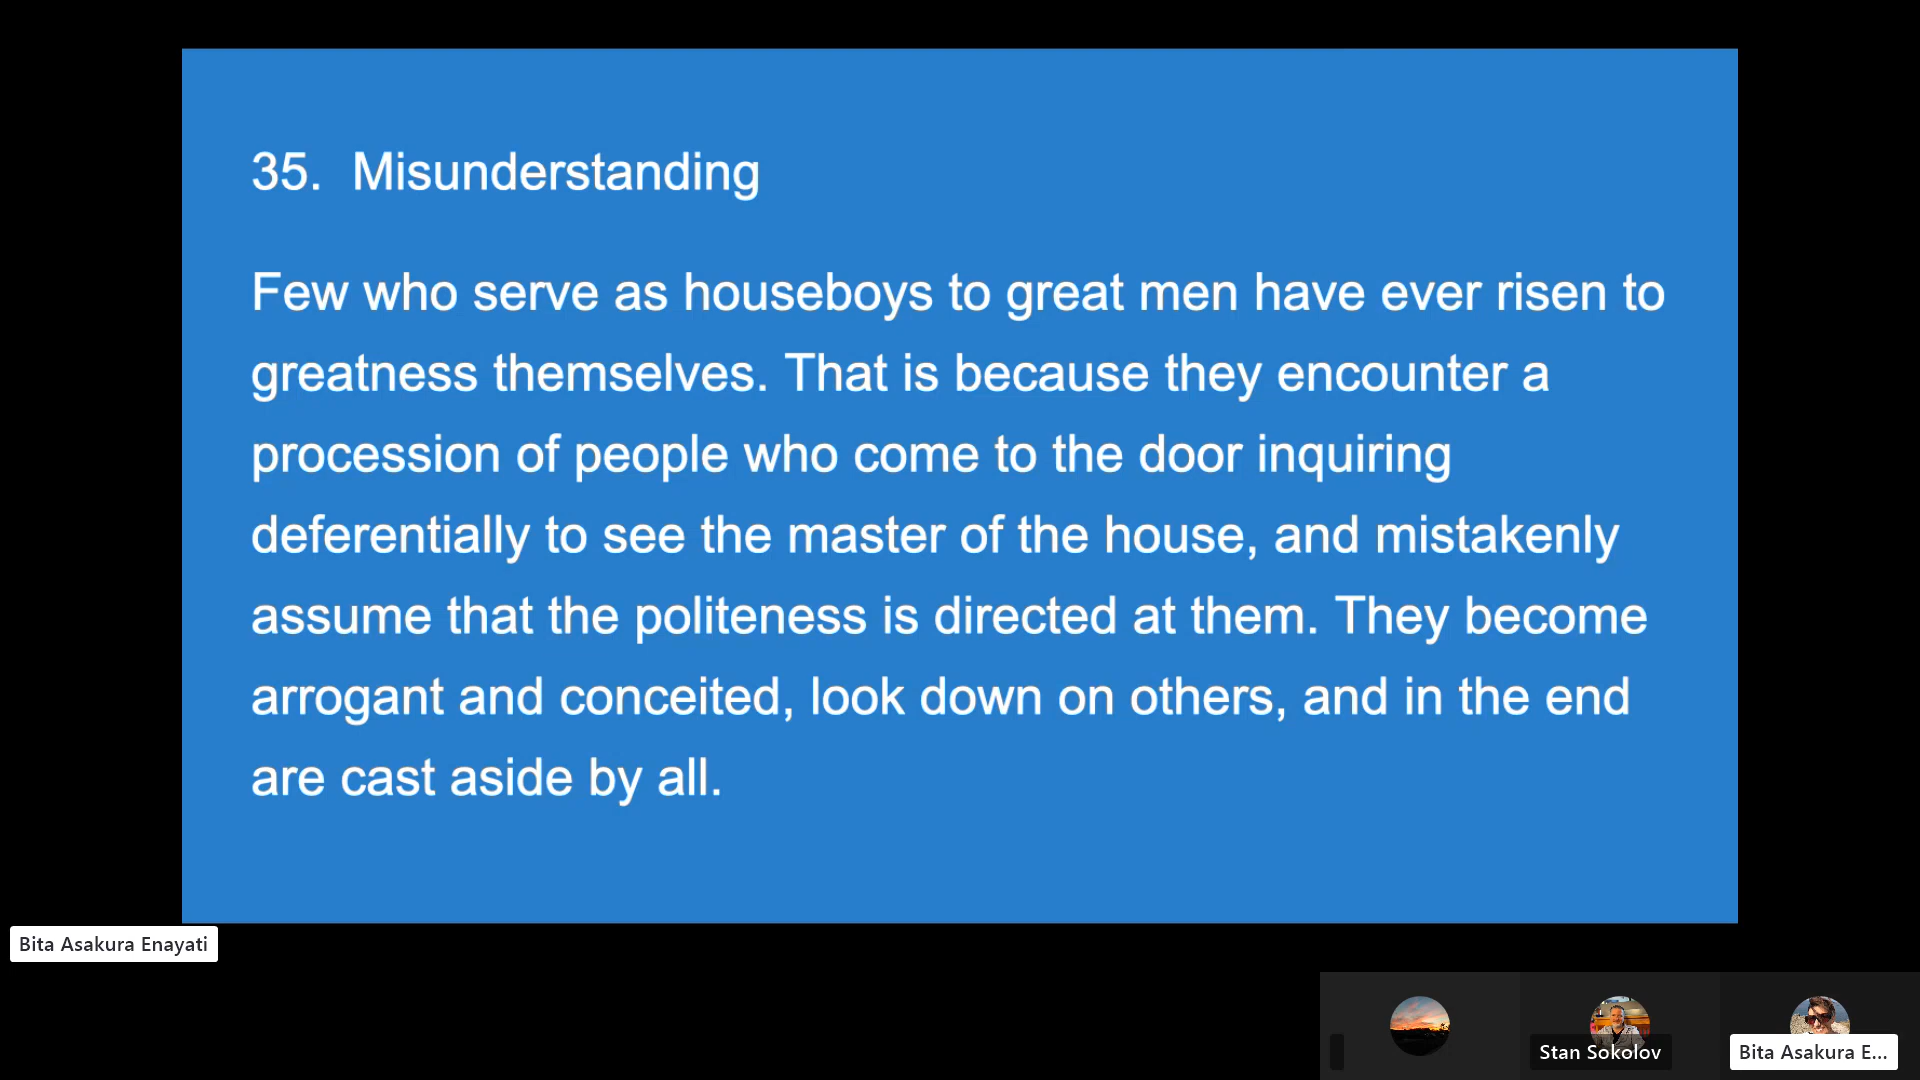 35. Misunderstanding
Few who serve as houseboys to great men have ever risen to
greatness themselves. That is because they encounter a
procession of people who come to the door inquiring
deferentially to see the master of the house, and mistakenly
assume that the politeness is directed at them. They become
arrogant and conceited, look down on others, and in the end
are cast aside by all.
Bita Asakura Enayati
Stan Sokolov
Bita Asakura E...